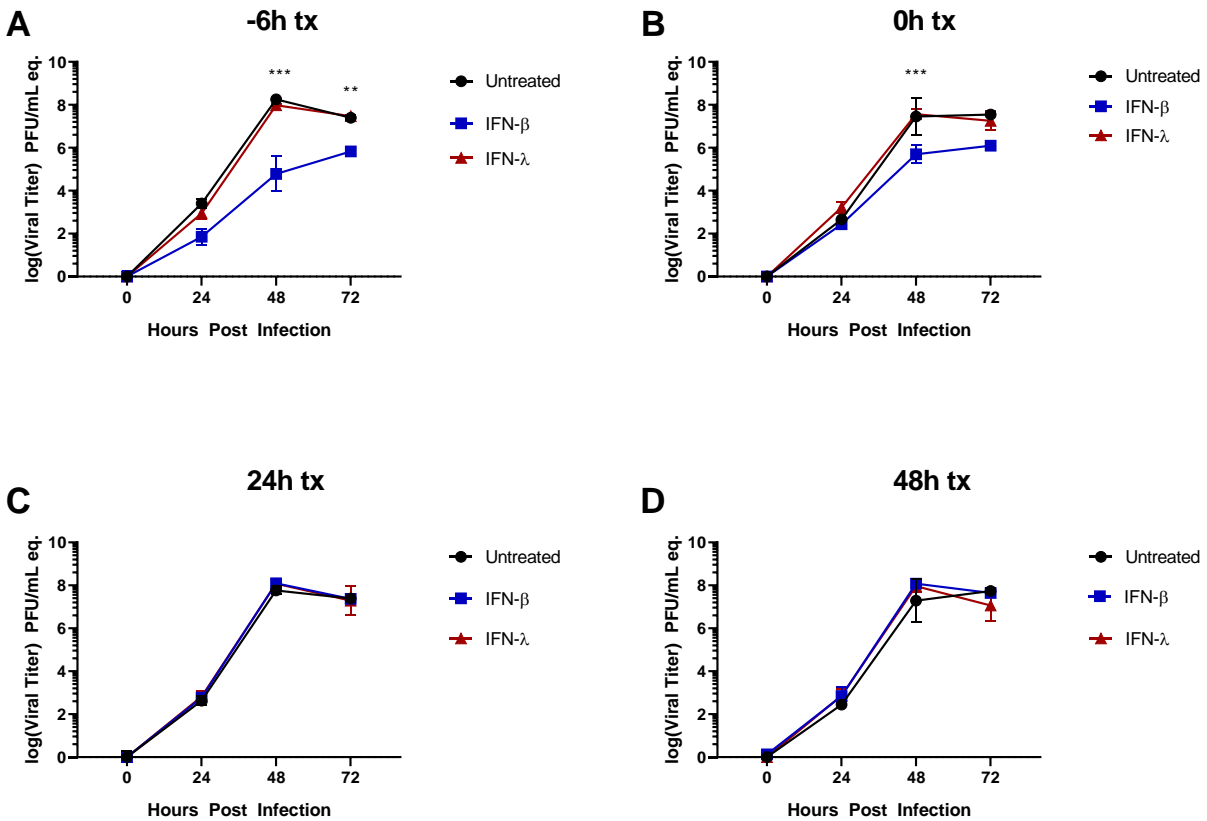 A
-6h tx
log(Viral Titer) PFU/mL eq.
10
8
6
4
2
0
***
**
0 24 48 72
Hours Post Infection
Untreated
IFN-β
IFN-λ
B
0h tx
log(Viral Titer) PFU/mL eq.
10
8
6
4
2
0
***
0 24 48 72
Hours Post Infection
Untreated
IFN-β
IFN-λ
C
24h tx
log(Viral Titer) PFU/mL eq.
10
8
6
4
2
0
0 24 48 72
Hours Post Infection
Untreated
IFN-β
IFN-λ
D
48h tx
log(Viral Titer) PFU/mL eq.
10
8
6
4
2
0
0 24 48 72
Hours Post Infection
Untreated
IFN-β
IFN-λ